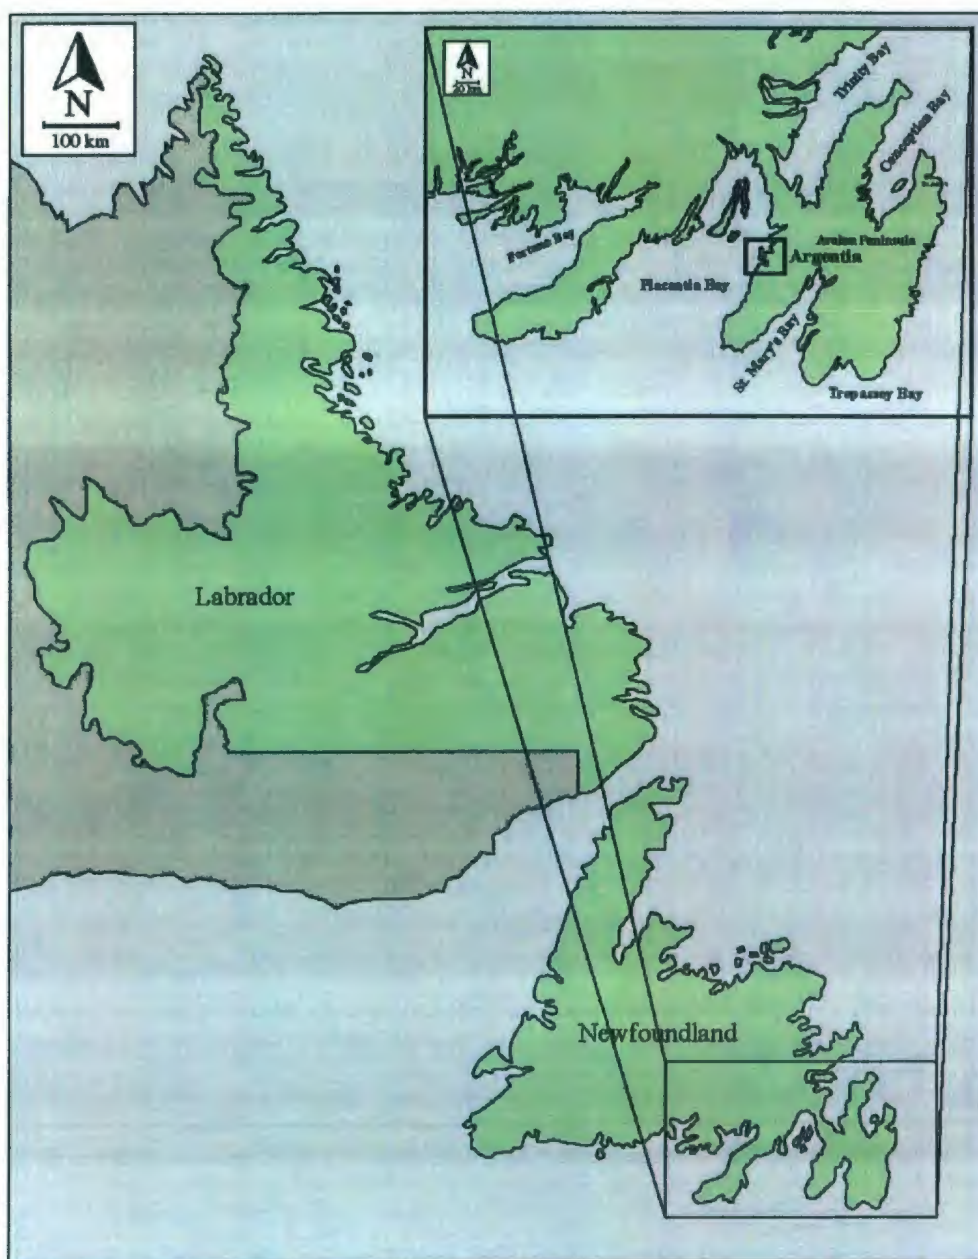 N
100 km
N
20 km
Trinity Bay
Conception Bay
Fortune Bay
Avalon Peninsula
Argentia
Placentia Bay
St. Mary's Bay
Trepassey Bay
Labrador
Newfoundland